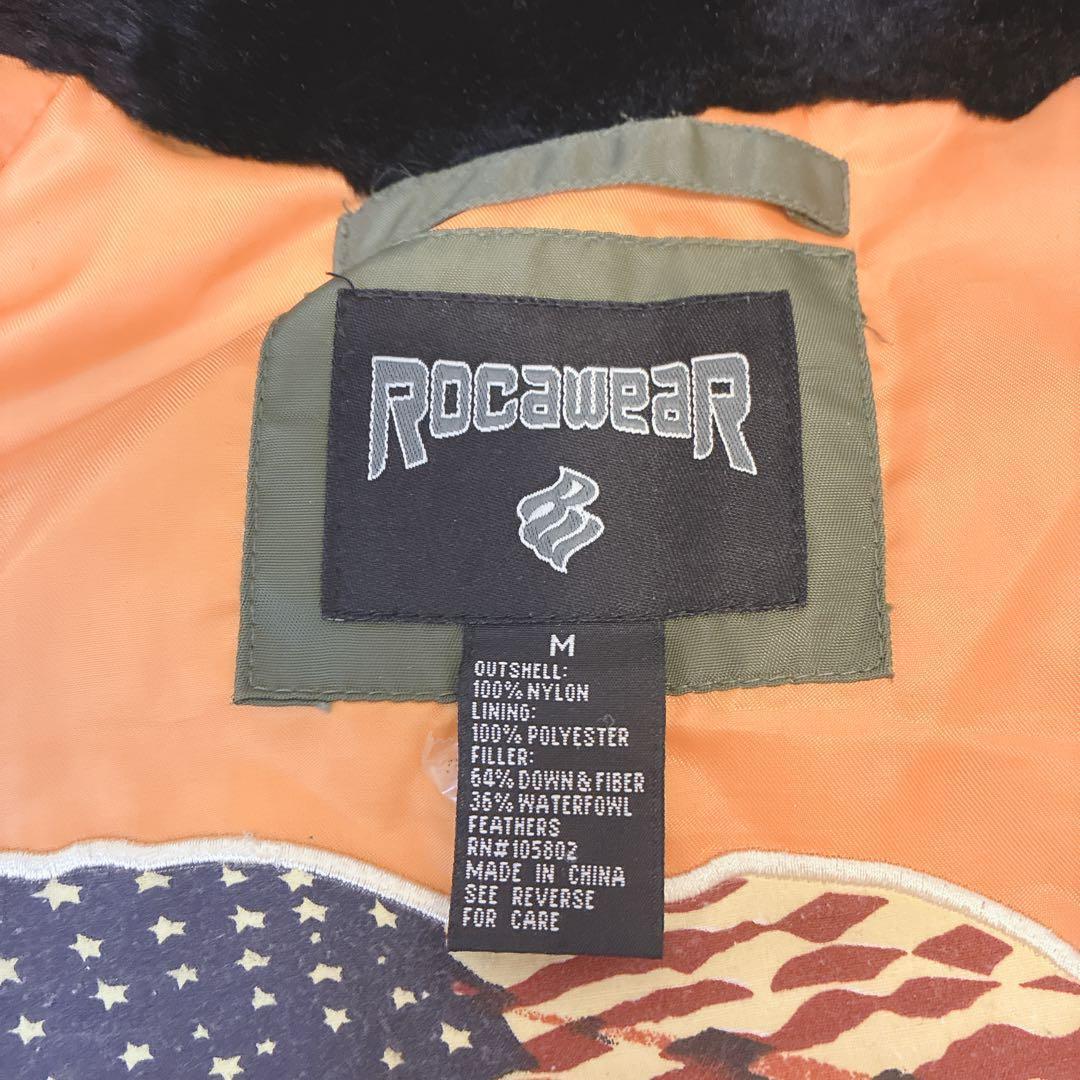 ROCAWEAR
R
M
OUTSHELL:
100% NYLON
LINING:
100% POLYESTER
FILLER:
64% DOWN & FIBER
36% WATERFOWL
FEATHERS
RN#105802
MADE IN CHINA
SEE REVERSE
FOR CARE